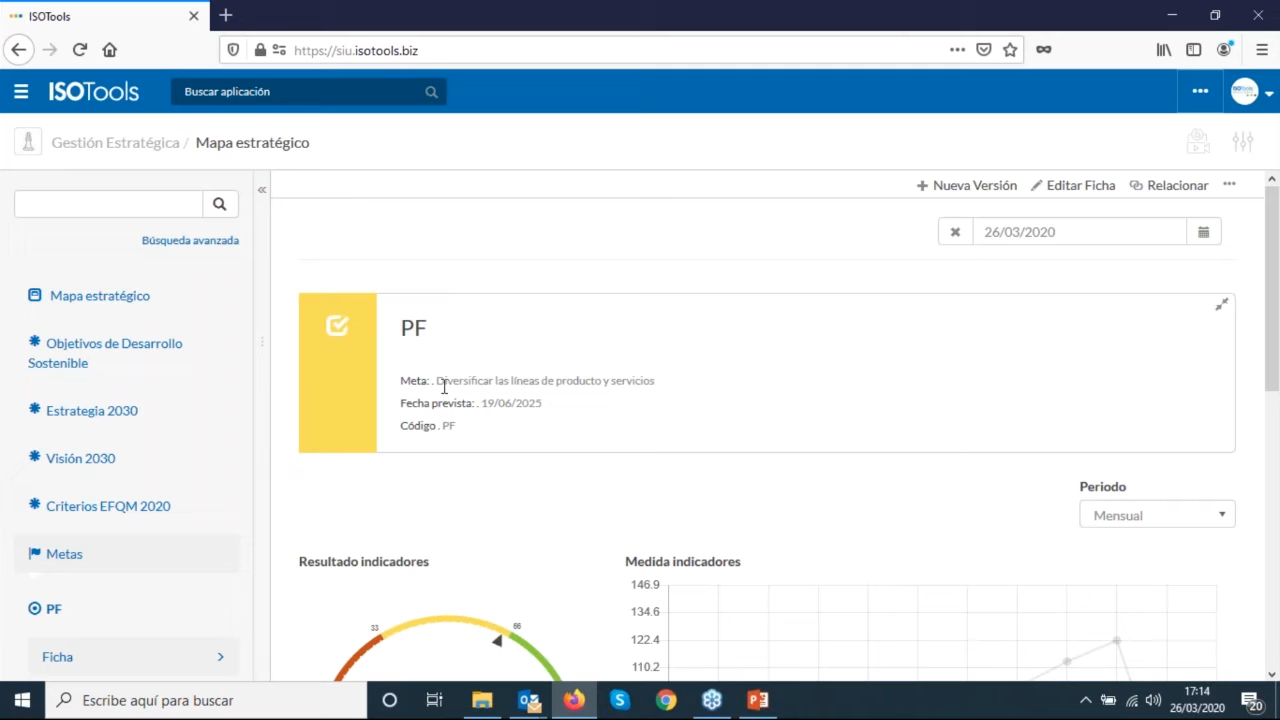 ISOTools
https://siu.isotools.biz
ISOTools
Buscar aplicación
Gestión Estratégica / Mapa estratégico
Nueva Versión Editar Ficha Relacionar
Búsqueda avanzada
26/03/2020
Mapa estratégico
Objetivos de Desarrollo
Sostenible
Estrategia 2030
Visión 2030
Criterios EFQM 2020
Metas
PF
Ficha
PF
Meta: . Diversificar las líneas de producto y servicios
Fecha prevista: . 19/06/2025
Código . PF
Periodo
Mensual
Resultado indicadores
33
66
Medida indicadores
146.9
134.6
122.4
110.2
Escribe aquí para buscar
17:14
26/03/2020
20